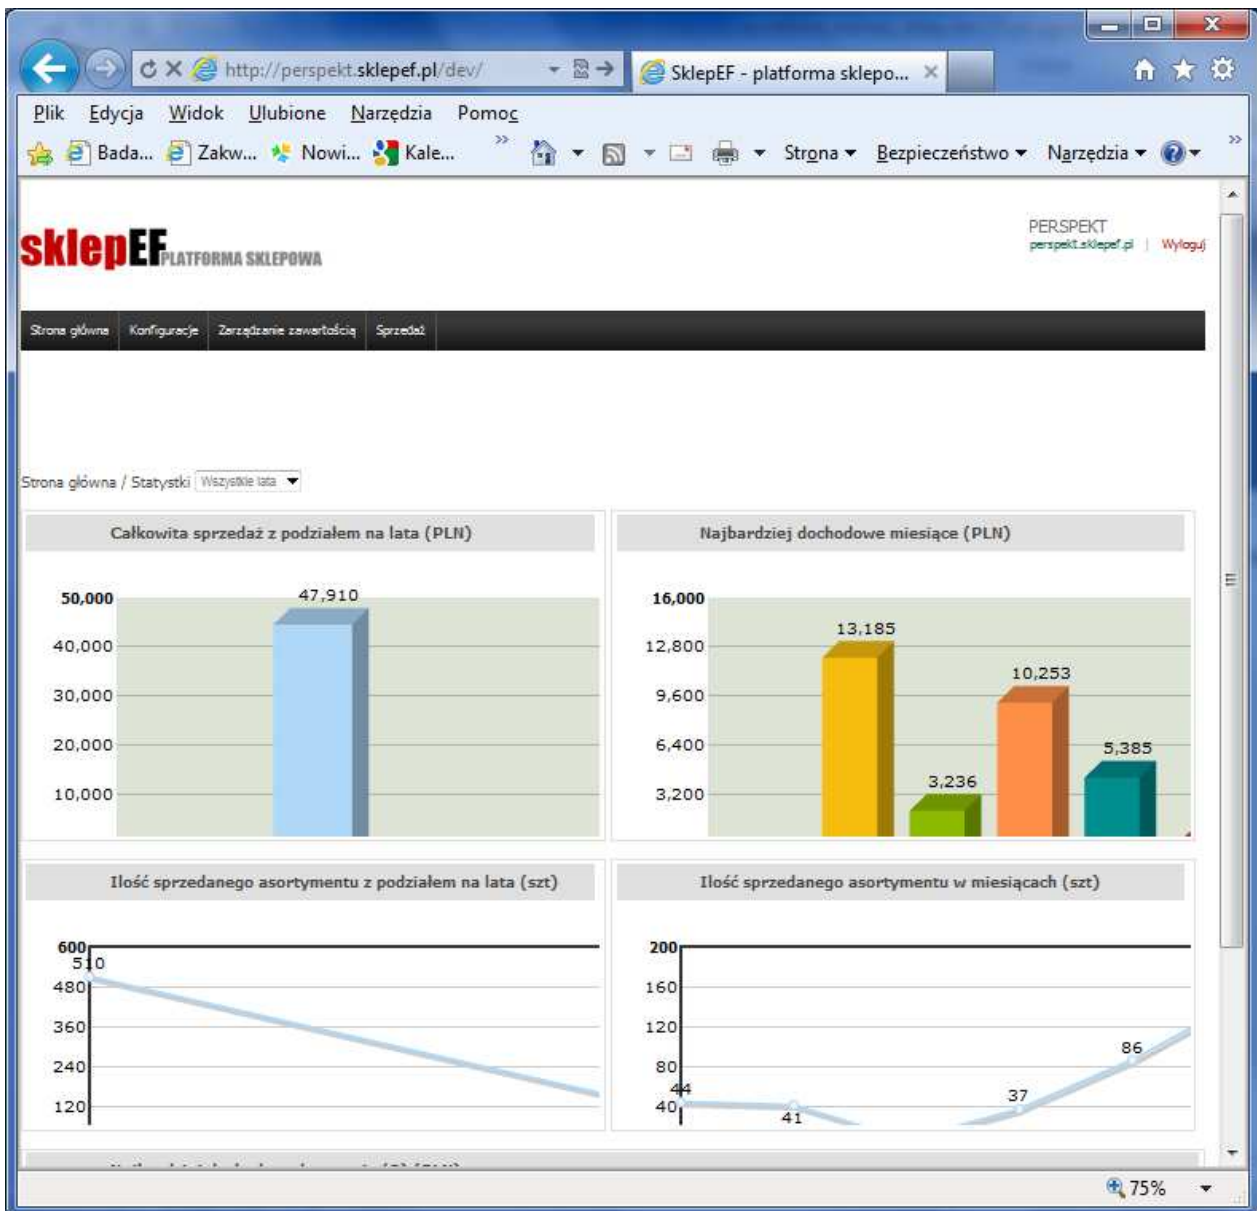 http://perspekt.sklepef.pl/dev/
SklepEF - platforma sklepo...
Plik Edycja Widok Ulubione Narzędzia Pomoc
Bada... Zakw... Nowi... Kale... Strona Bezpieczeństwo Narzędzia
sklepEF PLATFORMA SKLEPOWA
PERSPEKT
perspekt.sklepef.pl | Wyloguj
Strona główna Konfiguracje Zarządzanie zawartością Sprzedaż
Strona główna / Statystki Wszystkie lata
Całkowita sprzedaż z podziałem na lata (PLN)
50,000
40,000
30,000
20,000
10,000
47,910
Najbardziej dochodowe miesiące (PLN)
16,000
12,800
9,600
6,400
3,200
13,185
3,236
10,253
5,385
Ilość sprzedanego asortymentu z podziałem na lata (szt)
600
510
480
360
240
120
Ilość sprzedanego asortymentu w miesiącach (szt)
200
160
120
80
40
44
41
37
86
75%